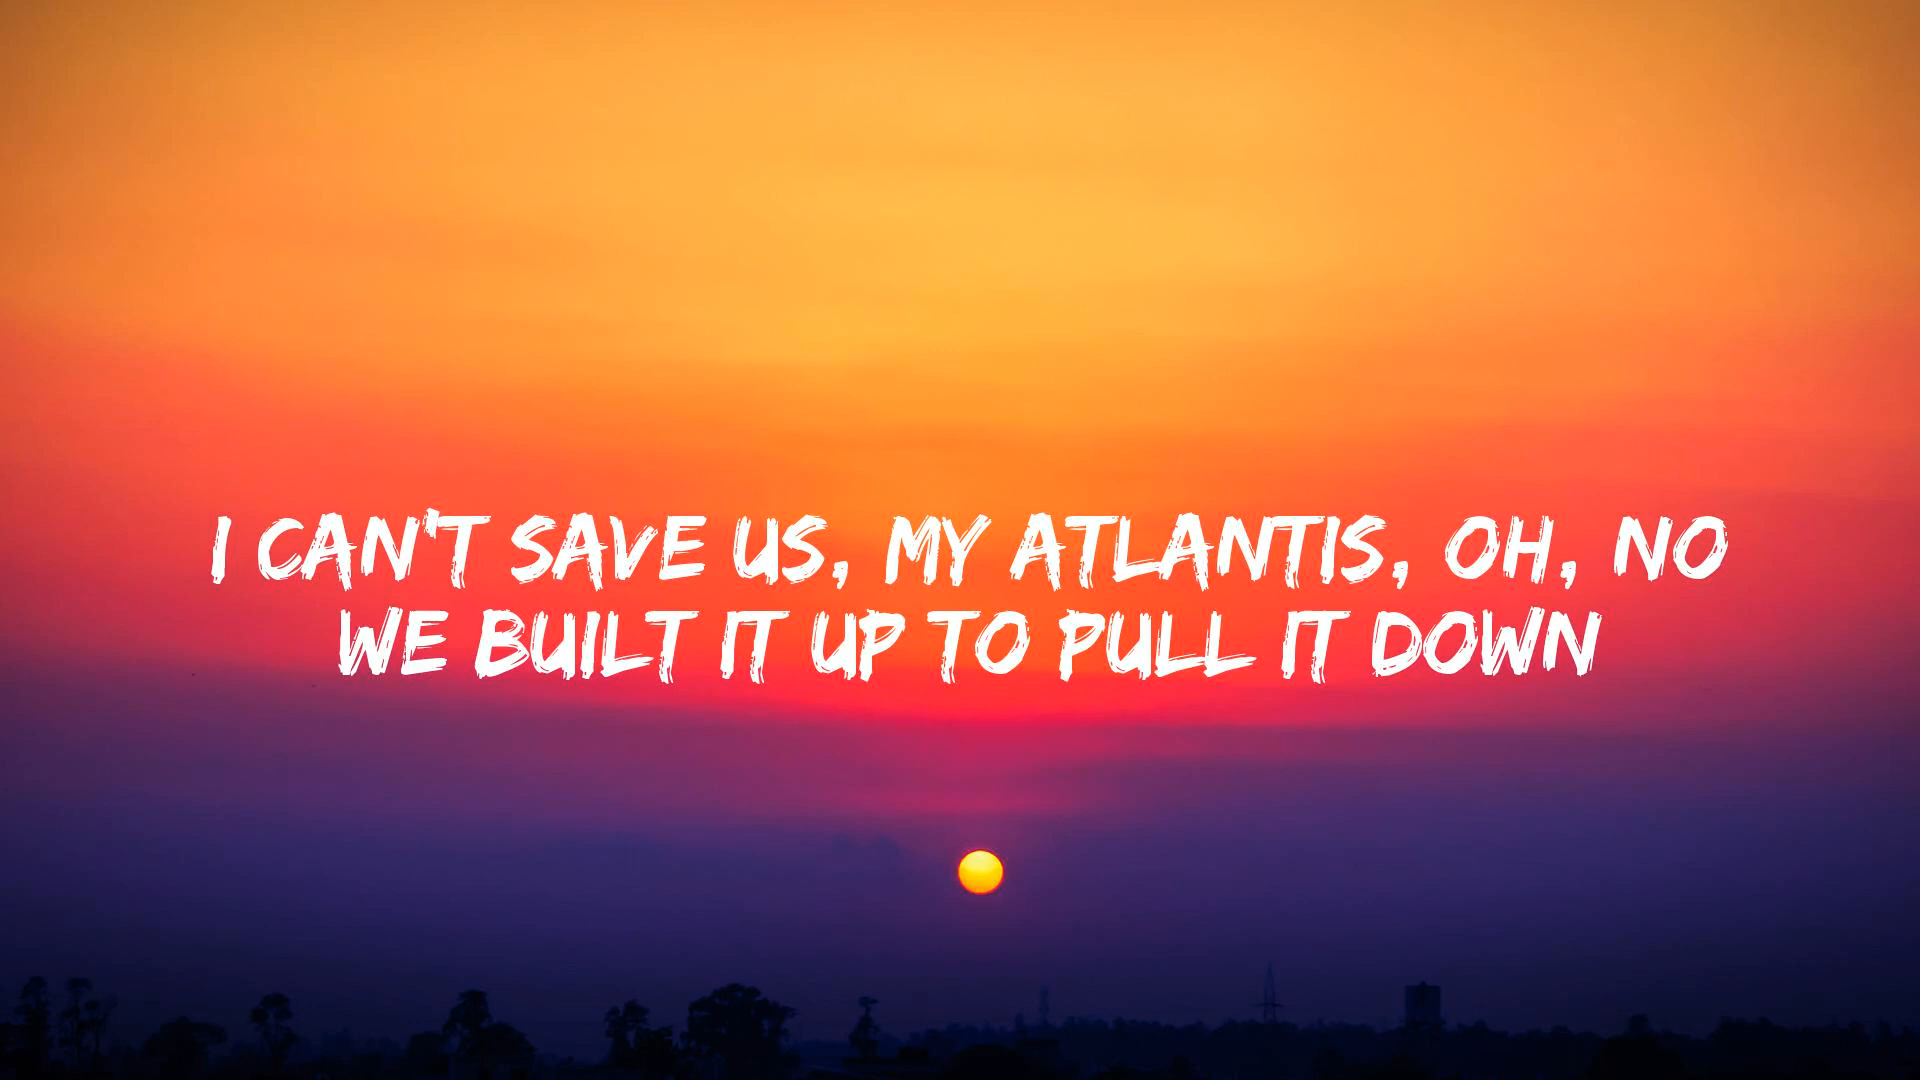 I CAN'T SAVE US, MY ATLANTIS, OH, NO
WE BUILT IT UP TO PULL IT DOWN